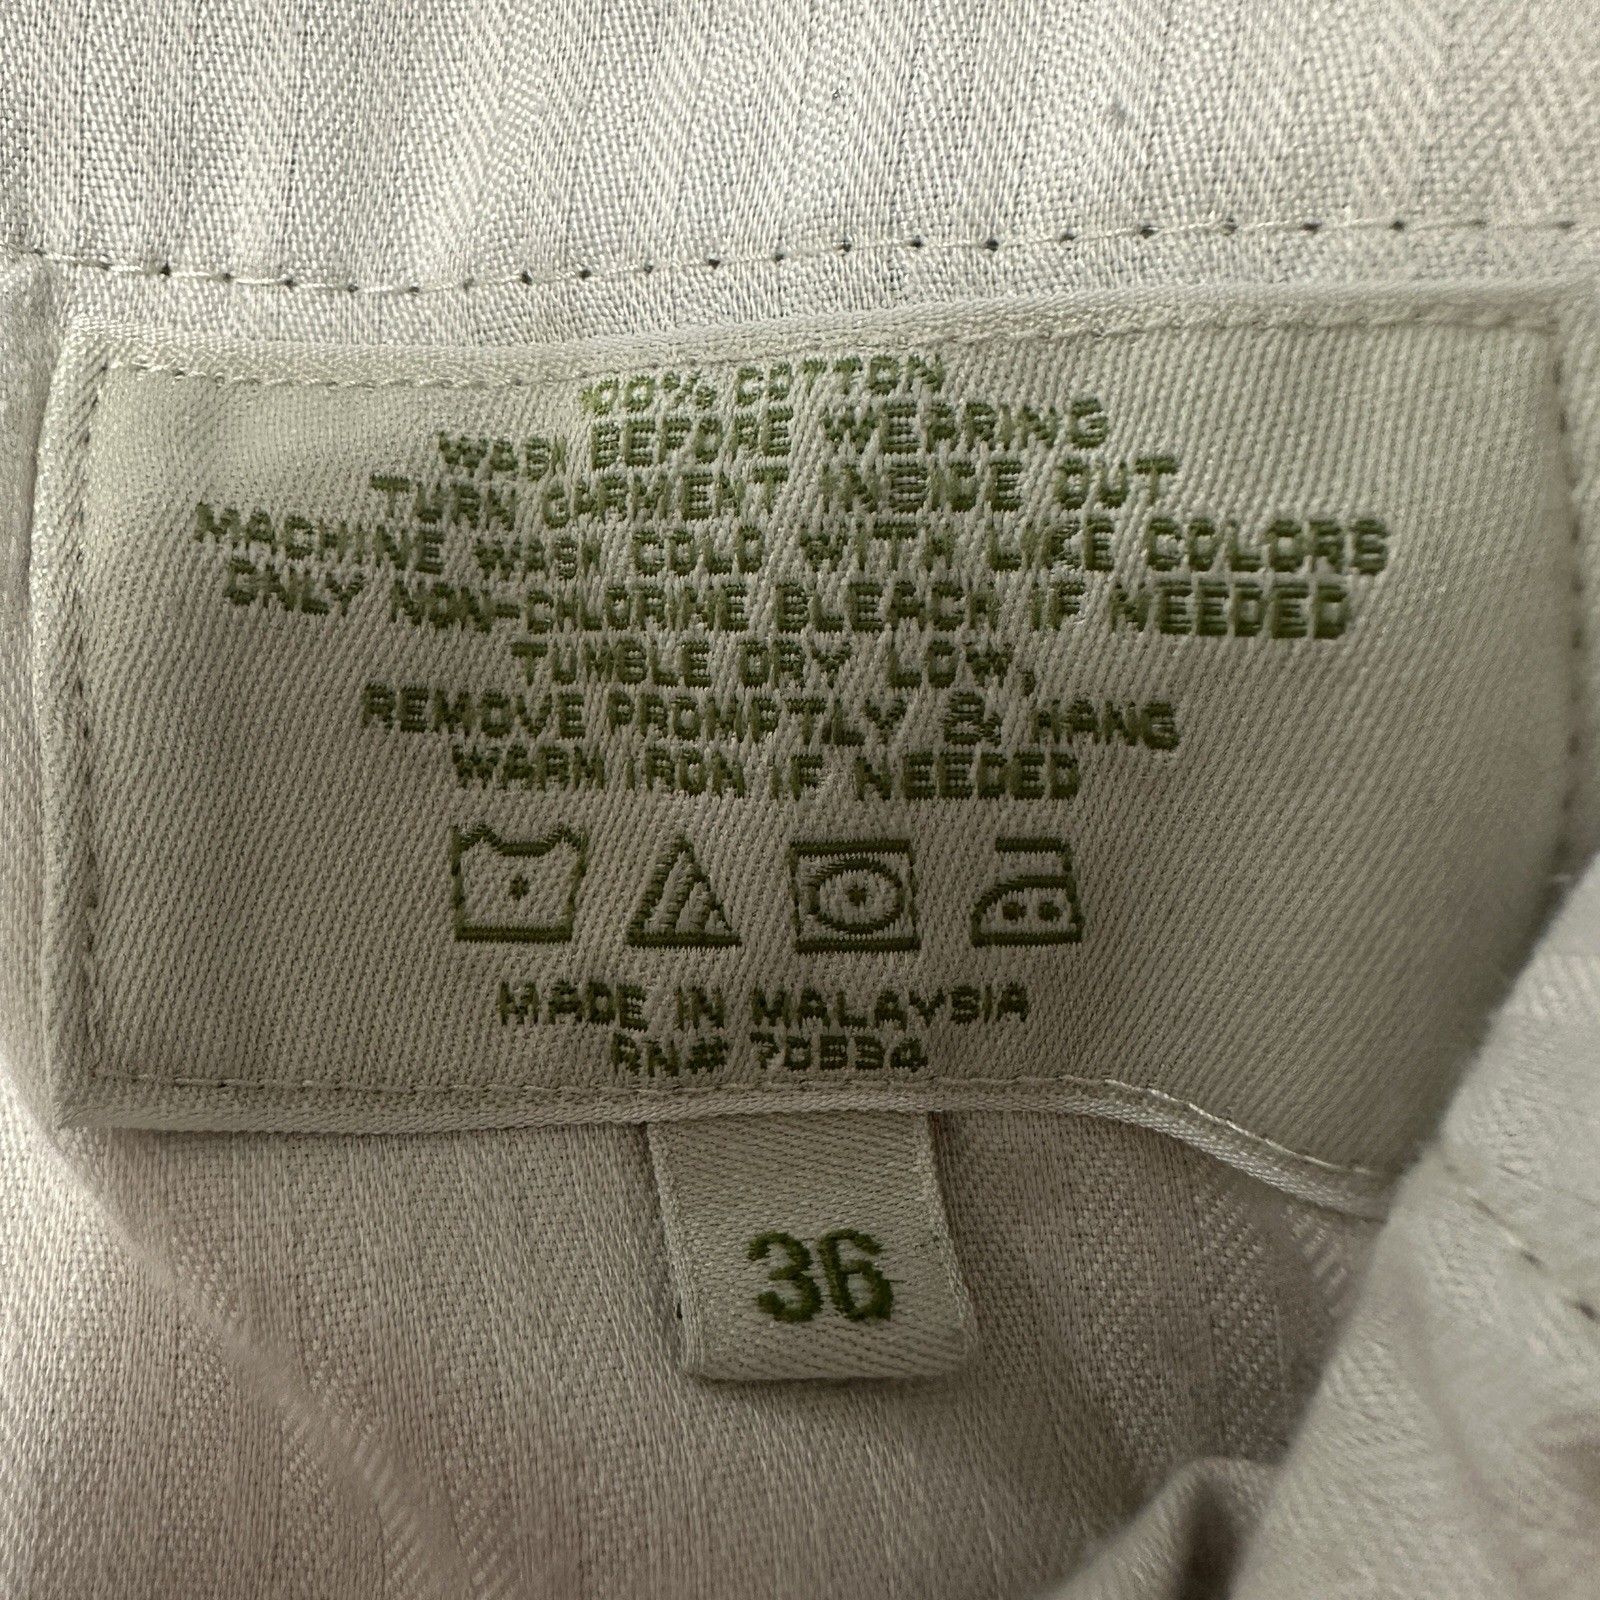 100% COTTON
WASH BEFORE WEARING
TURN GARMENT INSIDE OUT
MACHINE WASH COLD WITH LIKE COLORS
ONLY NON-CHLORINE BLEACH IF NEEDED
TUMBLE DRY LOW,
REMOVE PROMPTLY & HANG
WARM IRON IF NEEDED
MADE IN MALAYSIA
RN# 70534
36